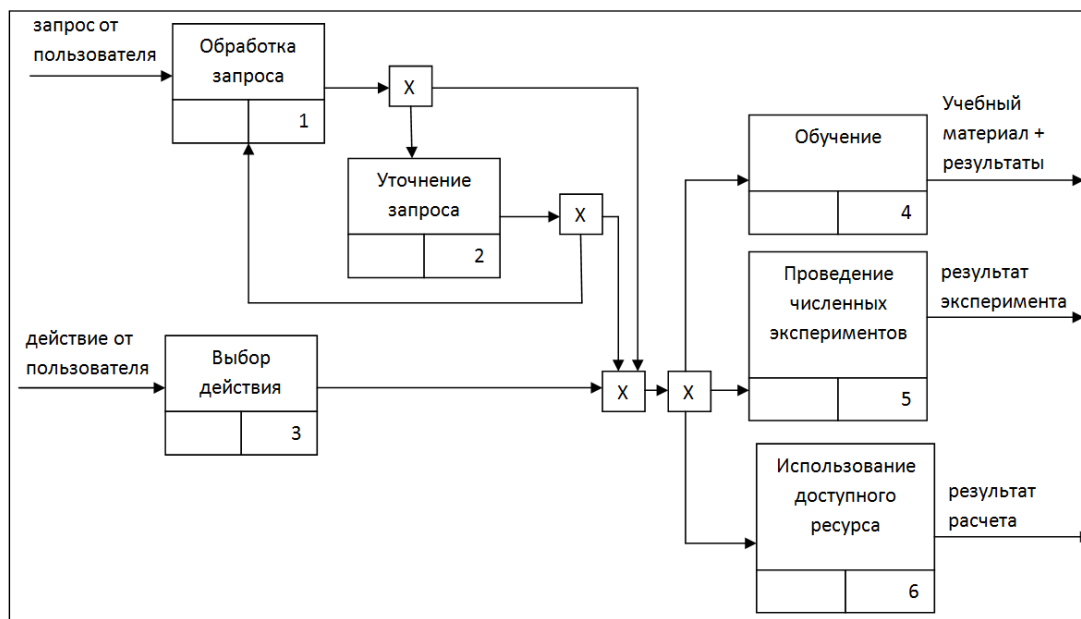 запрос от
пользователя
Обработка
запроса
1
X
Уточнение
запроса
2
X
действие от
пользователя
Выбор
действия
3
X
X
Обучение
4
Учебный
материал +
результаты
Проведение
численных
экспериментов
5
результат
эксперимента
Использование
доступного
ресурса
6
результат
расчета